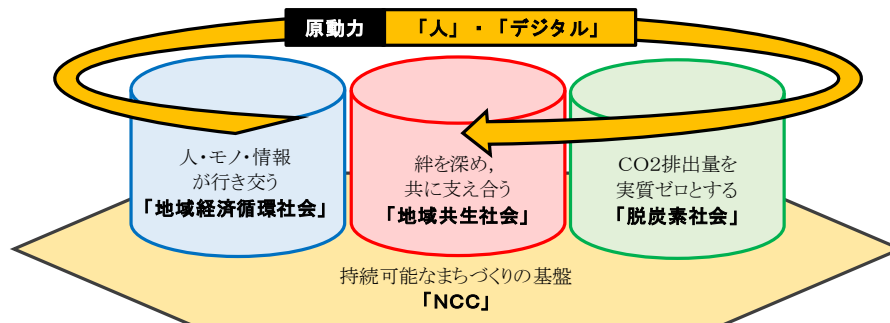 原動力 「人」・「デジタル」
人・モノ・情報
が行き交う
「地域経済循環社会」
絆を深め,
共に支え合う
「地域共生社会」
CO2排出量を
実質ゼロとする
「脱炭素社会」
持続可能なまちづくりの基盤
「NCC」